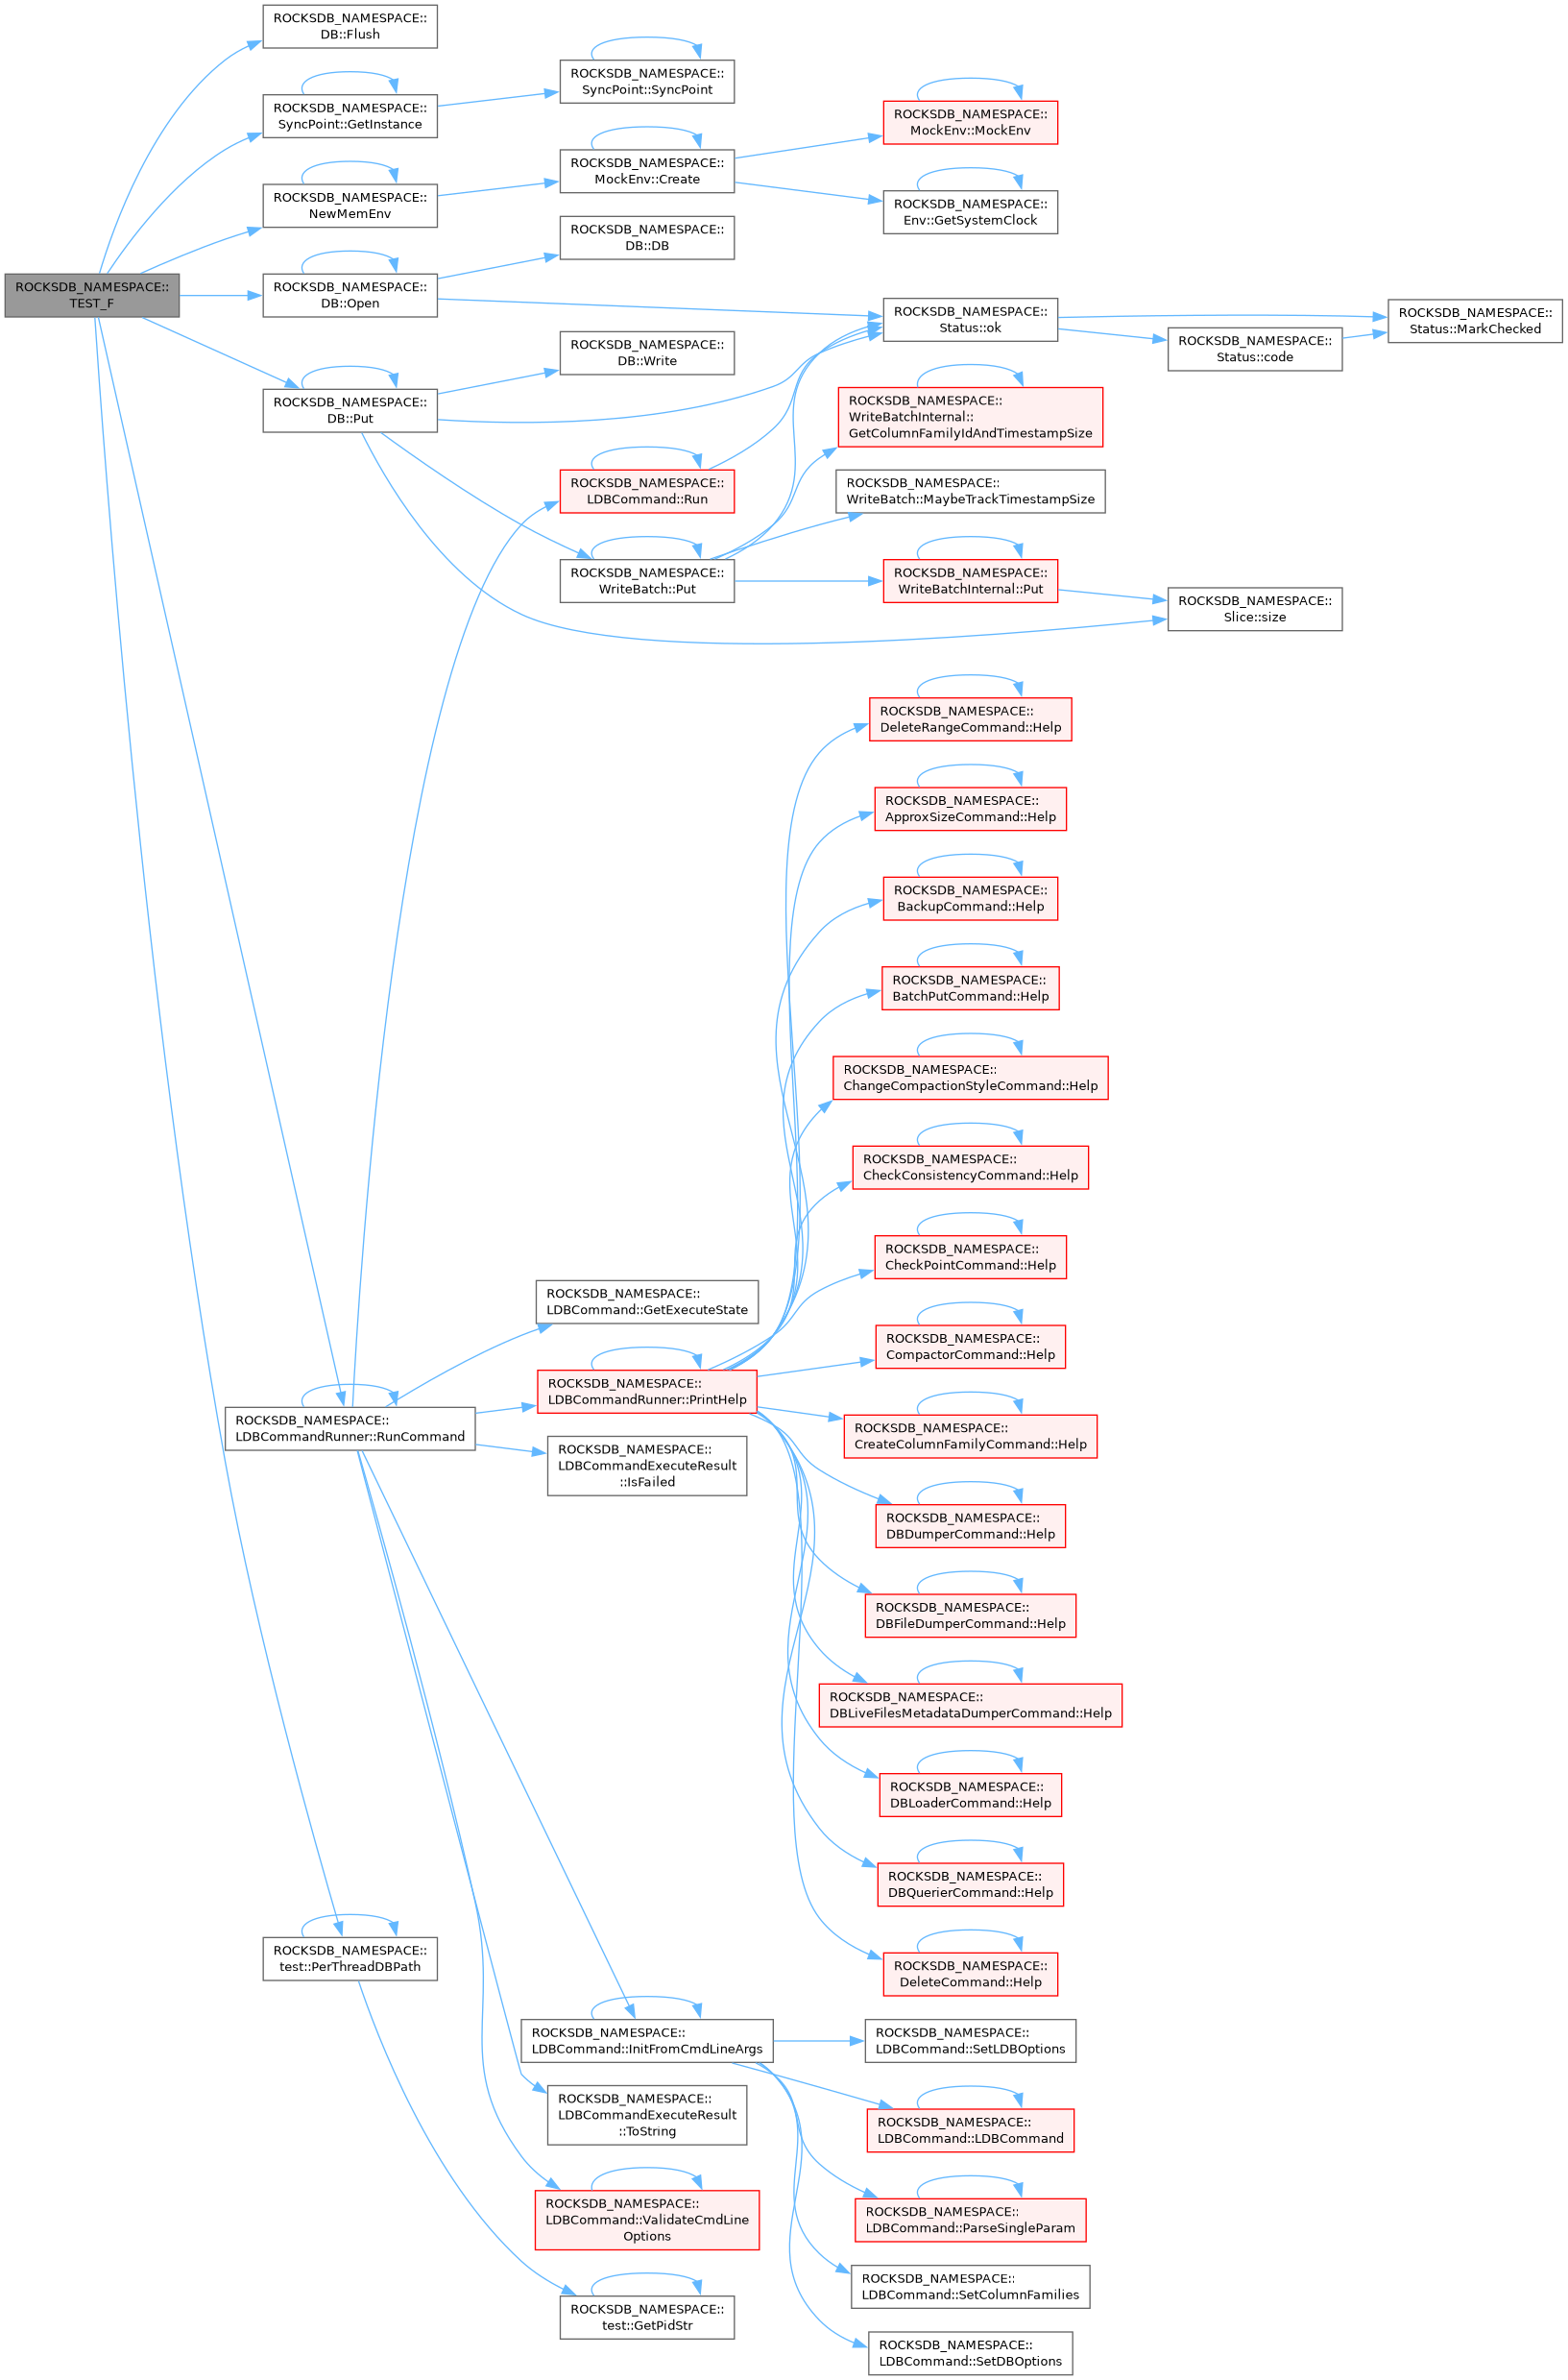 ROCKSDB_NAMESPACE::
TEST_F
ROCKSDB_NAMESPACE::
DB::Flush
ROCKSDB_NAMESPACE::
SyncPoint::GetInstance
ROCKSDB_NAMESPACE::
NewMemEnv
ROCKSDB_NAMESPACE::
DB::Open
ROCKSDB_NAMESPACE::
DB::Put
ROCKSDB_NAMESPACE::
LDBCommandRunner::RunCommand
ROCKSDB_NAMESPACE::
test::PerThreadDBPath
ROCKSDB_NAMESPACE::
SyncPoint::SyncPoint
ROCKSDB_NAMESPACE::
MockEnv::Create
ROCKSDB_NAMESPACE::
DB::DB
ROCKSDB_NAMESPACE::
DB::Write
ROCKSDB_NAMESPACE::
LDBCommand::Run
ROCKSDB_NAMESPACE::
WriteBatch::Put
ROCKSDB_NAMESPACE::
LDBCommand::GetExecuteState
ROCKSDB_NAMESPACE::
LDBCommandRunner::PrintHelp
ROCKSDB_NAMESPACE::
LDBCommandExecuteResult
::IsFailed
ROCKSDB_NAMESPACE::
LDBCommand::InitFromCmdLineArgs
ROCKSDB_NAMESPACE::
LDBCommandExecuteResult
::ToString
ROCKSDB_NAMESPACE::
LDBCommand::ValidateCmdLine
Options
ROCKSDB_NAMESPACE::
test::GetPidStr
ROCKSDB_NAMESPACE::
MockEnv::MockEnv
ROCKSDB_NAMESPACE::
Env::GetSystemClock
ROCKSDB_NAMESPACE::
Status::ok
ROCKSDB_NAMESPACE::
WriteBatchInternal::
GetColumnFamilyIdAndTimestampSize
ROCKSDB_NAMESPACE::
WriteBatch::MaybeTrackTimestampSize
ROCKSDB_NAMESPACE::
WriteBatchInternal::Put
ROCKSDB_NAMESPACE::
DeleteRangeCommand::Help
ROCKSDB_NAMESPACE::
ApproxSizeCommand::Help
ROCKSDB_NAMESPACE::
BackupCommand::Help
ROCKSDB_NAMESPACE::
BatchPutCommand::Help
ROCKSDB_NAMESPACE::
ChangeCompactionStyleCommand::Help
ROCKSDB_NAMESPACE::
CheckConsistencyCommand::Help
ROCKSDB_NAMESPACE::
CheckPointCommand::Help
ROCKSDB_NAMESPACE::
CompactorCommand::Help
ROCKSDB_NAMESPACE::
CreateColumnFamilyCommand::Help
ROCKSDB_NAMESPACE::
DBDumperCommand::Help
ROCKSDB_NAMESPACE::
DBFileDumperCommand::Help
ROCKSDB_NAMESPACE::
DBLiveFilesMetadataDumperCommand::Help
ROCKSDB_NAMESPACE::
DBLoaderCommand::Help
ROCKSDB_NAMESPACE::
DBQuerierCommand::Help
ROCKSDB_NAMESPACE::
DeleteCommand::Help
ROCKSDB_NAMESPACE::
LDBCommand::SetLDBOptions
ROCKSDB_NAMESPACE::
LDBCommand::LDBCommand
ROCKSDB_NAMESPACE::
LDBCommand::ParseSingleParam
ROCKSDB_NAMESPACE::
LDBCommand::SetColumnFamilies
ROCKSDB_NAMESPACE::
LDBCommand::SetDBOptions
ROCKSDB_NAMESPACE::
Status::code
ROCKSDB_NAMESPACE::
Slice::size
ROCKSDB_NAMESPACE::
Status::MarkChecked